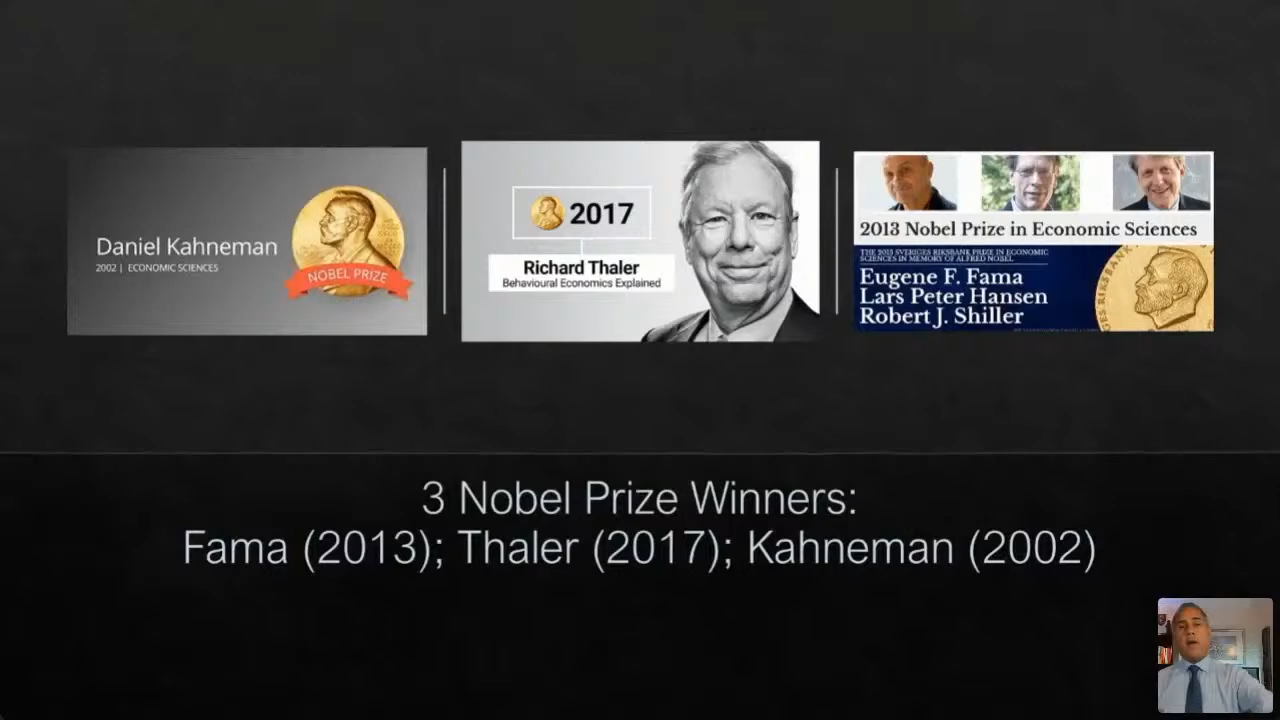 Daniel Kahneman
2002 | ECONOMIC SCIENCES
NOBEL PRIZE
2017
Richard Thaler
Behavioural Economics Explained
2013 Nobel Prize in Economic Sciences
THE 2013 SVERIGES RIKSBANK PRIZE IN ECONOMIC
SCIENCES IN MEMORY OF ALFRED NOBEL
Eugene F. Fama
Lars Peter Hansen
Robert J. Shiller
3 Nobel Prize Winners:
Fama (2013); Thaler (2017); Kahneman (2002)